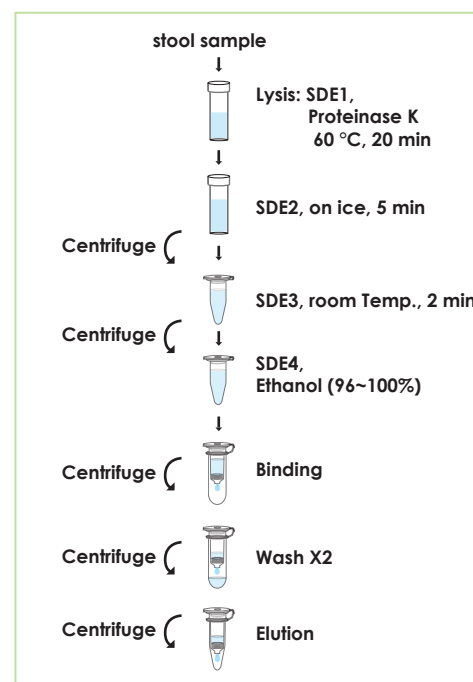 stool sample
Lysis: SDE1,
Proteinase K
60 °C, 20 min
SDE2, on ice, 5 min
Centrifuge
SDE3, room Temp., 2 min
Centrifuge
SDE4,
Ethanol (96~100%)
Centrifuge
Binding
Centrifuge
Wash X2
Centrifuge
Elution